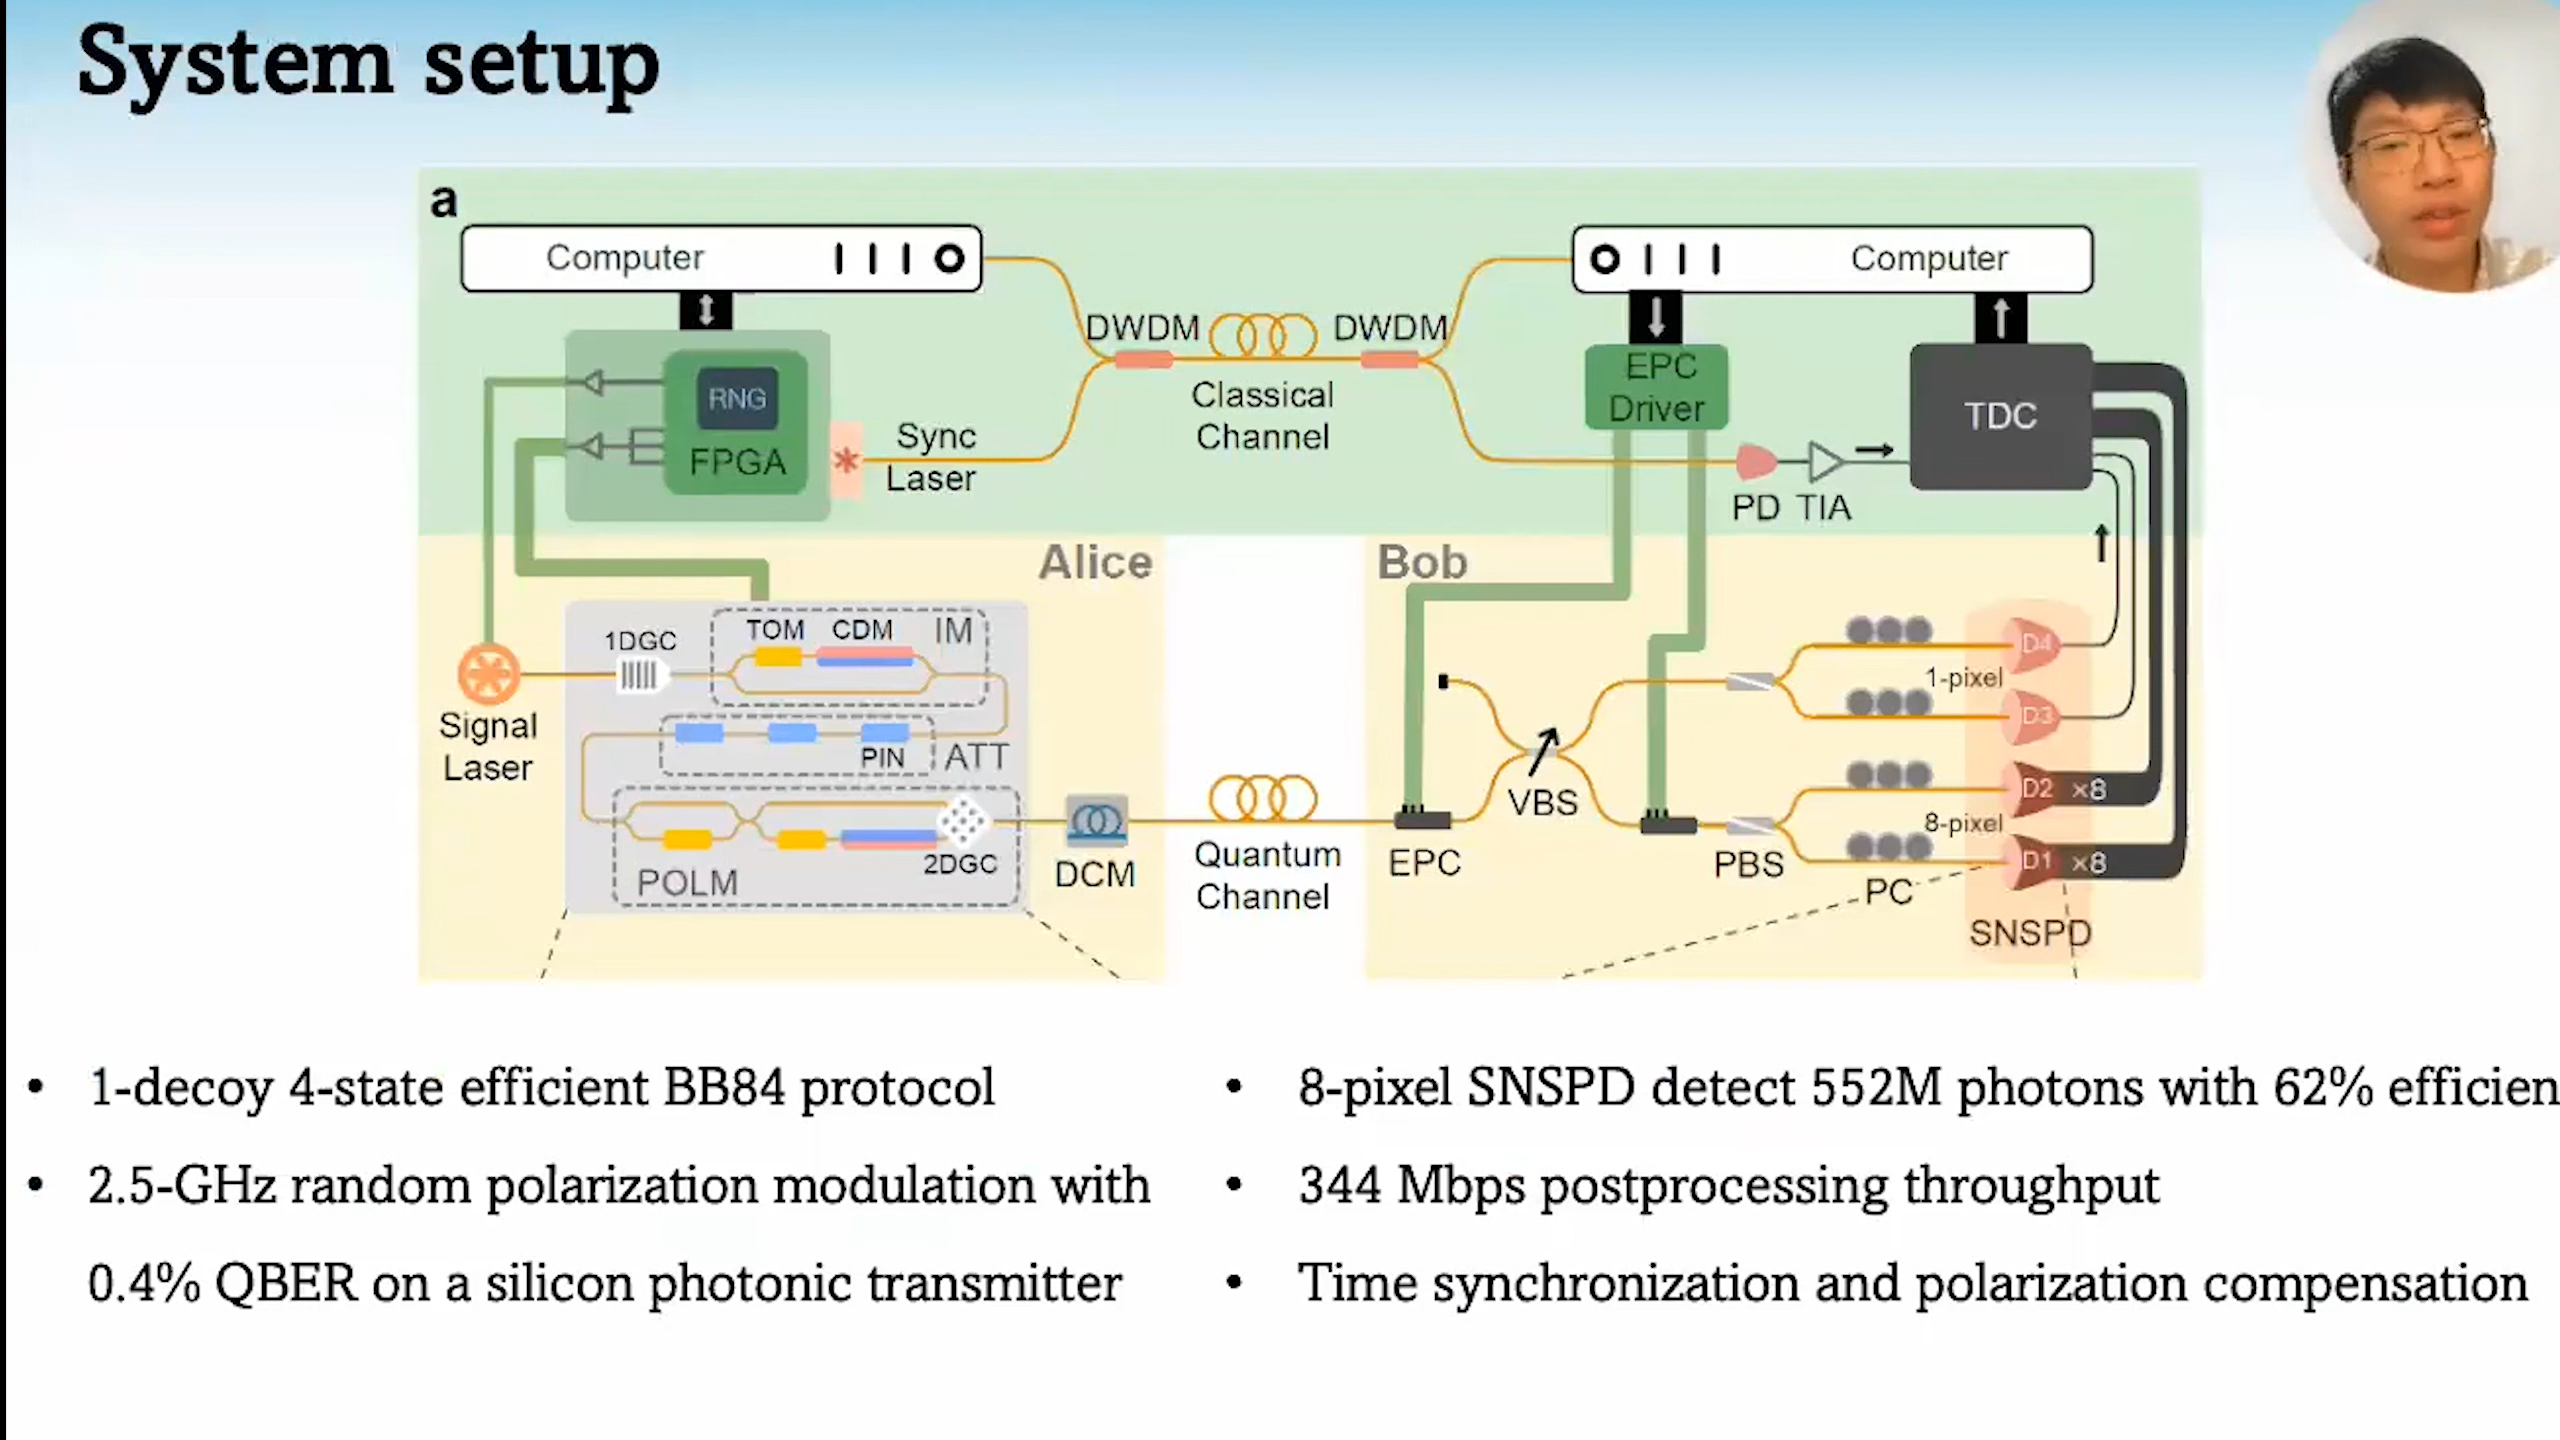 System setup
a
Computer
Computer
DWDM
DWDM
Classical
Channel
RNG
FPGA
Sync
Laser
EPC
Driver
TDC
PD TIA
Alice
Bob
1DGC
TOM CDM IM
Signal
Laser
PIN
ATT
POLM
2DGC
DCM
Quantum
Channel
EPC
VBS
PBS
PC
D4
1-pixel
D3
D2 ×8
8-pixel
D1 ×8
SNSPD
• 1-decoy 4-state efficient BB84 protocol
• 2.5-GHz random polarization modulation with
0.4% QBER on a silicon photonic transmitter
• 8-pixel SNSPD detect 552M photons with 62% efficien
• 344 Mbps postprocessing throughput
• Time synchronization and polarization compensation